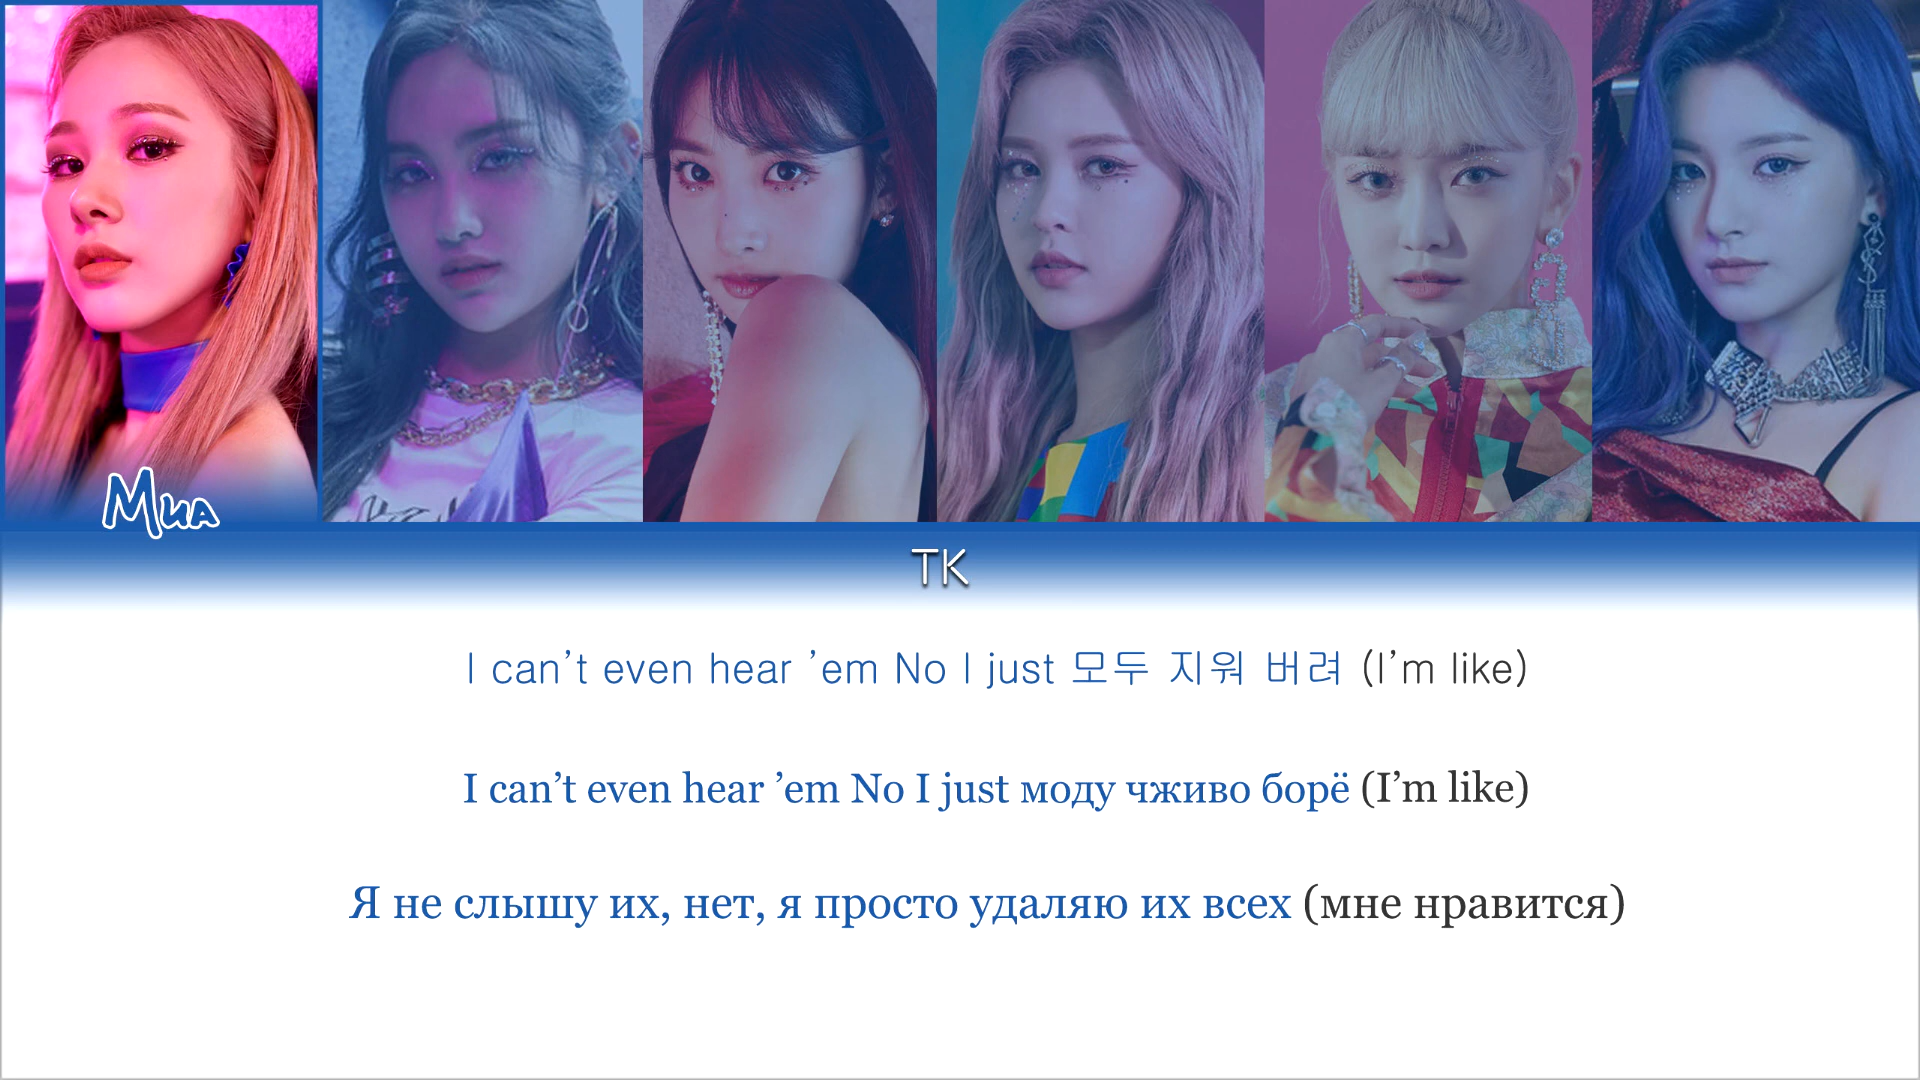 Миа
TK
I can’t even hear ’em No I just 모두 지워 버려 (I’m like)
I can’t even hear ’em No I just моду чживо борё (I’m like)
Я не слышу их, нет, я просто удаляю их всех (мне нравится)